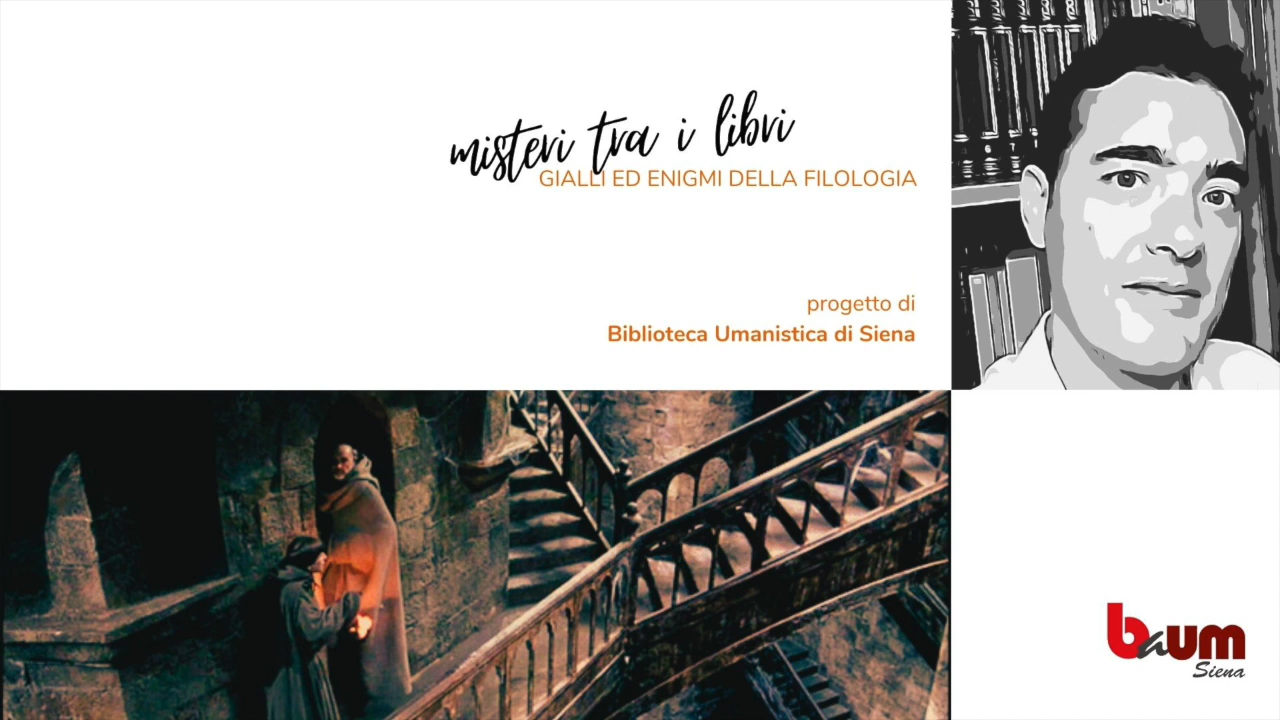 misteri tra i libri
GIALLI ED ENIGMI DELLA FILOLOGIA
progetto di
Biblioteca Umanistica di Siena
baum
Siena